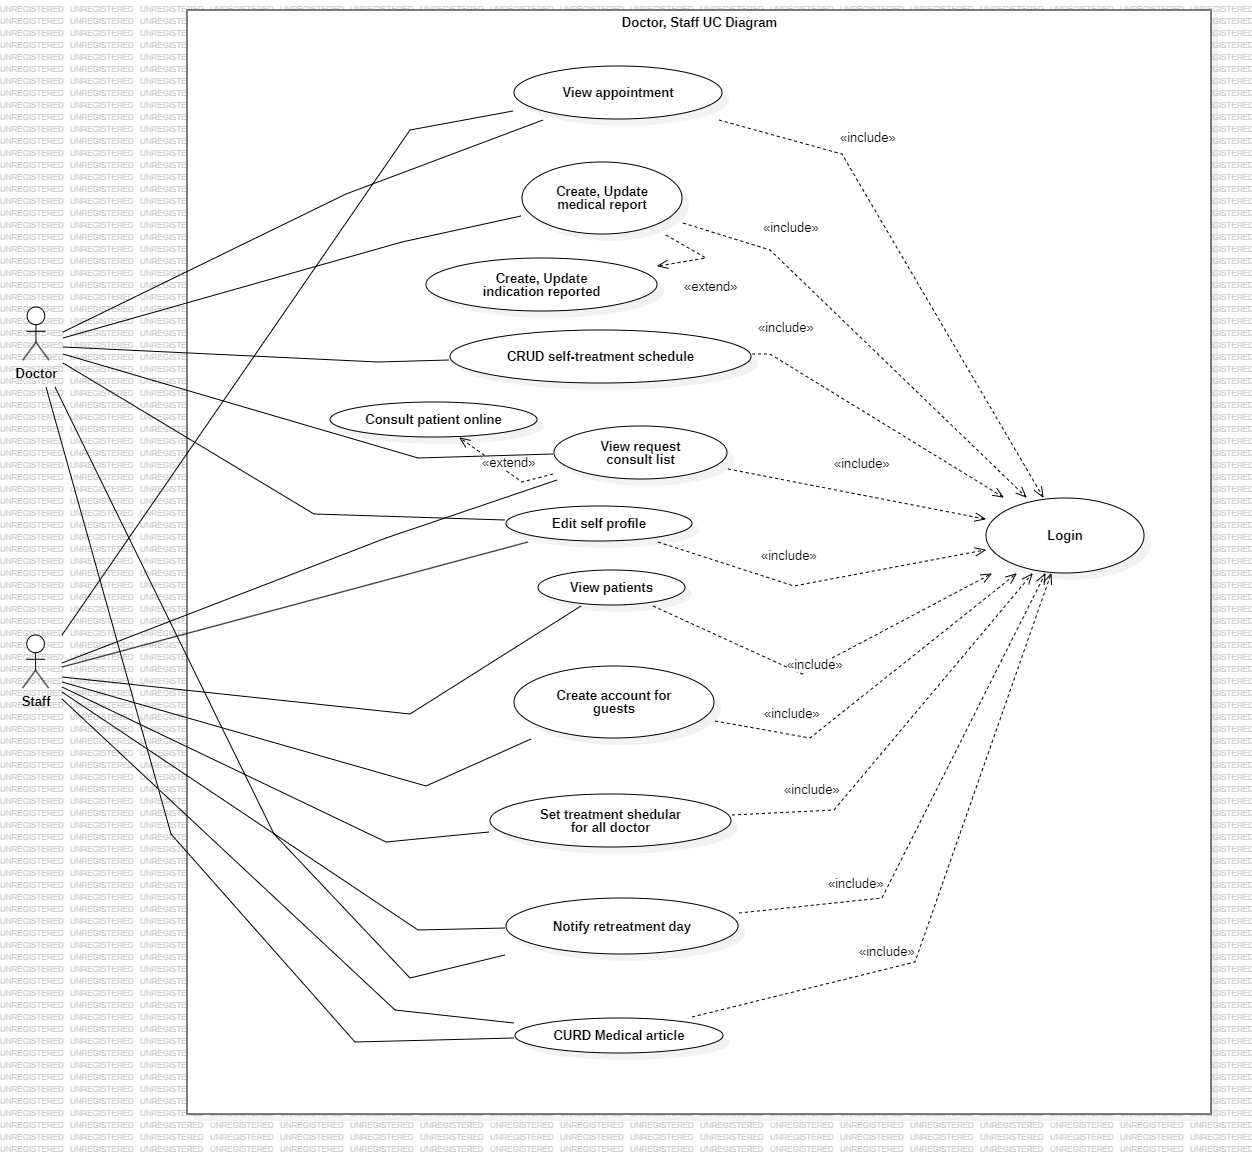 Doctor, Staff UC Diagram
View appointment
«include»
Create, Update
medical report
«include»
Create, Update
indication reported
«extend»
«include»
CRUD self-treatment schedule
Doctor
Consult patient online
View request
consult list
«extend»
«include»
Edit self profile
Login
«include»
View patients
«include»
Staff
Create account for
guests
«include»
«include»
Set treatment shedular
for all doctor
«include»
Notify retreatment day
«include»
CURD Medical article
UNREGISTERED